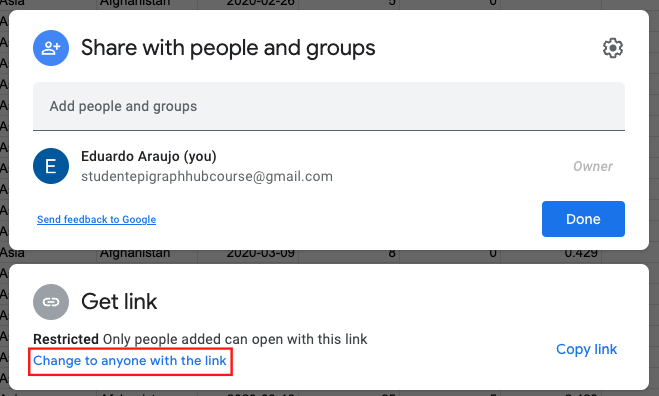 Asia Afghanistan 2020-02-26 5 0
Share with people and groups
Add people and groups
E
Eduardo Araujo (you)
studentepigraphhubcourse@gmail.com
Owner
Send feedback to Google
Done
Asia Afghanistan 2020-03-09 8 0 0.429
Get link
Restricted Only people added can open with this link
Change to anyone with the link
Copy link